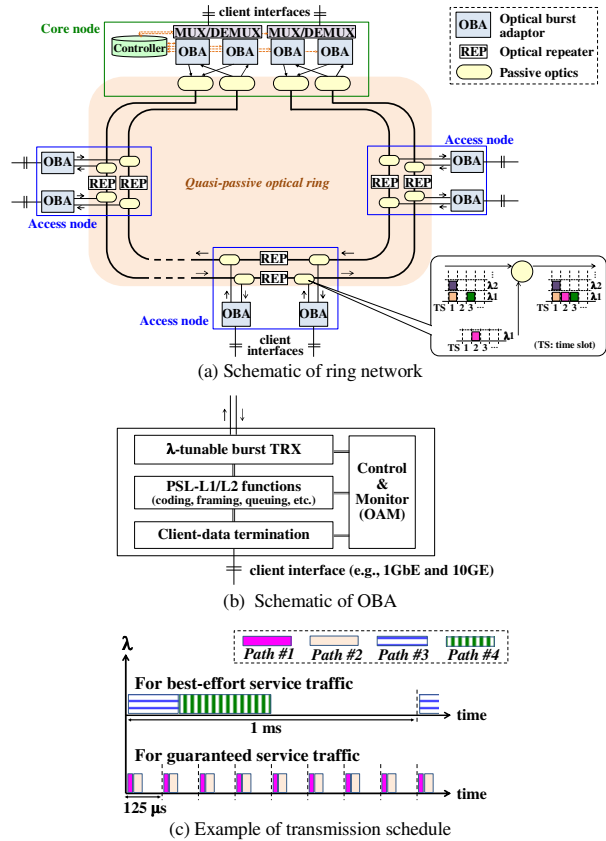 client interfaces
Core node
MUX/DEMUX MUX/DEMUX
Controller
OBA OBA OBA OBA
OBA Optical burst adaptor
REP Optical repeater
Passive optics
Access node
OBA
REP REP
OBA
Access node
Quasi-passive optical ring
Access node
OBA
REP REP
OBA
REP
REP
OBA OBA
Access node
client interfaces
λ2
λ1
TS 1 2 3 ...
λ2
λ1
TS 1 2 3 ...
λ1
TS 1 2 3 ...
(TS: time slot)
(a) Schematic of ring network
λ-tunable burst TRX
PSL-L1/L2 functions
(coding, framing, queuing, etc.)
Client-data termination
Control
&
Monitor
(OAM)
client interface (e.g., 1GbE and 10GE)
(b) Schematic of OBA
Path #1 Path #2 Path #3 Path #4
λ
For best-effort service traffic
time
1 ms
For guaranteed service traffic
time
125 μs
(c) Example of transmission schedule